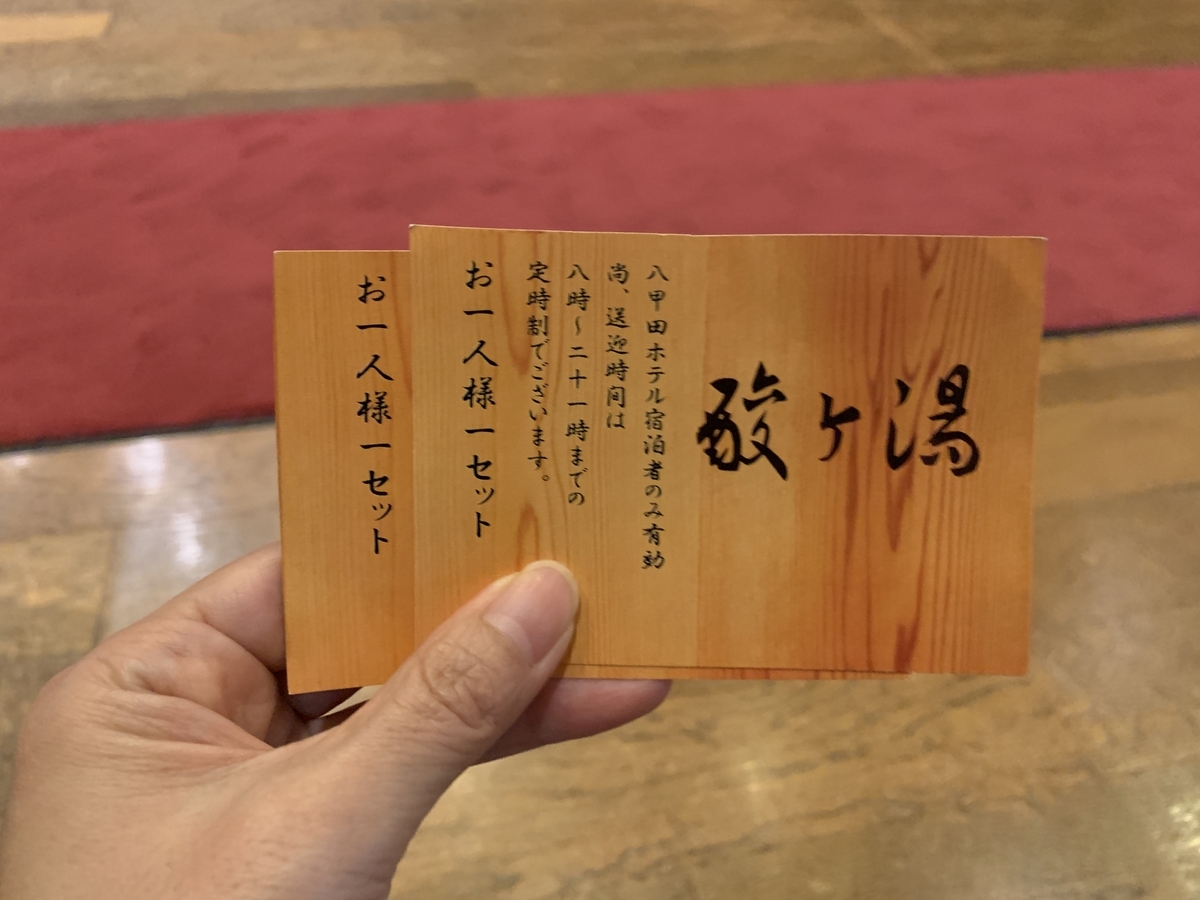 酸ヶ湯
八甲田ホテル宿泊者のみ有効
尚、送迎時間は
八時～二十一時までの
定時制でございます。
お一人様一セット
お一人様一セット